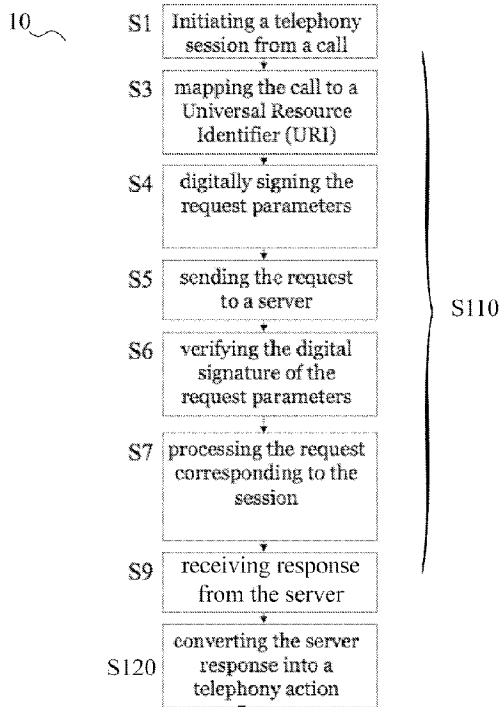 10
S1 Initiating a telephony
session from a call
S3 mapping the call to a
Universal Resource
Identifier (URI)
S4 digitally signing the
request parameters
S5 sending the request
to a server
S110
S6 verifying the digital
signature of the
request parameters
S7 processing the request
corresponding to the
session
S9 receiving response
from the server
S120 converting the server
response into a
telephony action